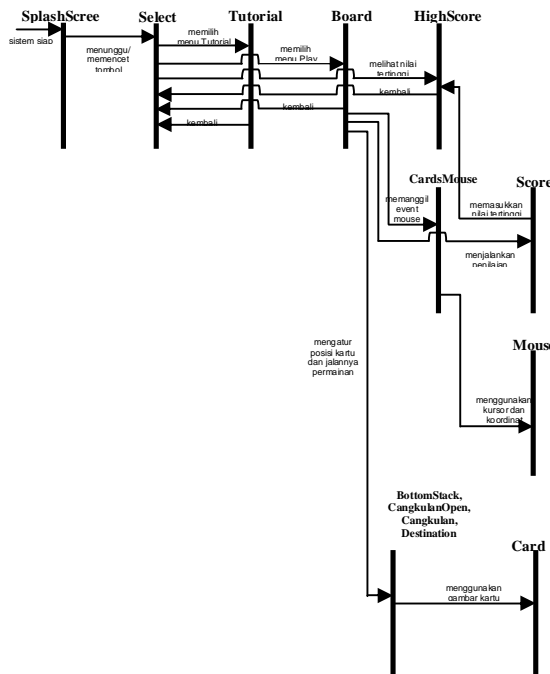 SplashScree
Select
Tutorial
Board
HighScore
sistem siap
menunggu/
memencet
tombol
memilih
menu Tutorial
memilih
menu Play
melihat nilai
tertinggi
kembali
kembali
CardsMouse
Score
memanggil
event
mouse
memasukkan
nilai tertinggi
menjalankan
penilaian
mengatur
posisi kartu
dan jalannya
permainan
Mouse
menggunakan
kursor dan
koordinat
BottomStack,
CangkulanOpen,
Cangkulan,
Destination
Card
menggunakan
gambar kartu